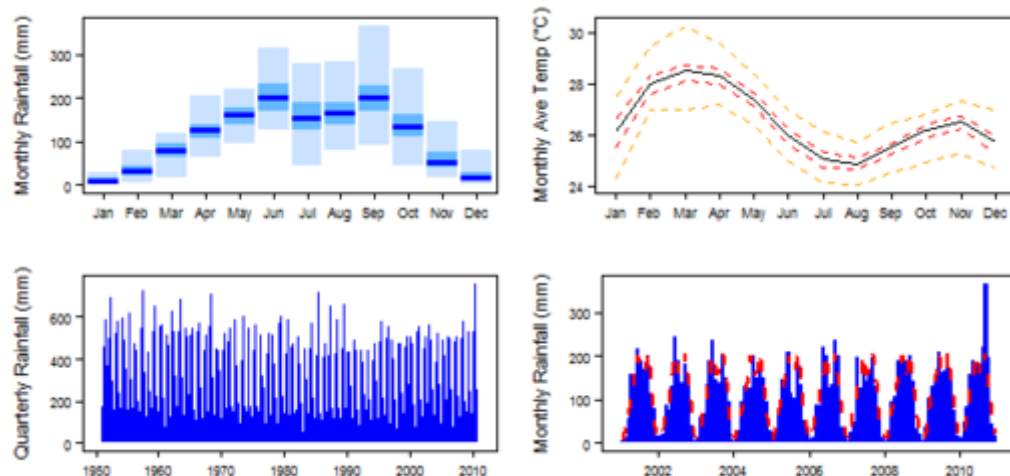 Monthly Rainfall (mm)
300
200
100
0
Jan Feb Mar Apr May Jun Jul Aug Sep Oct Nov Dec
Monthly Ave Temp (°C)
30
28
26
24
Jan Feb Mar Apr May Jun Jul Aug Sep Oct Nov Dec
Quarterly Rainfall (mm)
600
400
200
0
1950 1960 1970 1980 1990 2000 2010
Monthly Rainfall (mm)
300
200
100
0
2002 2004 2006 2008 2010